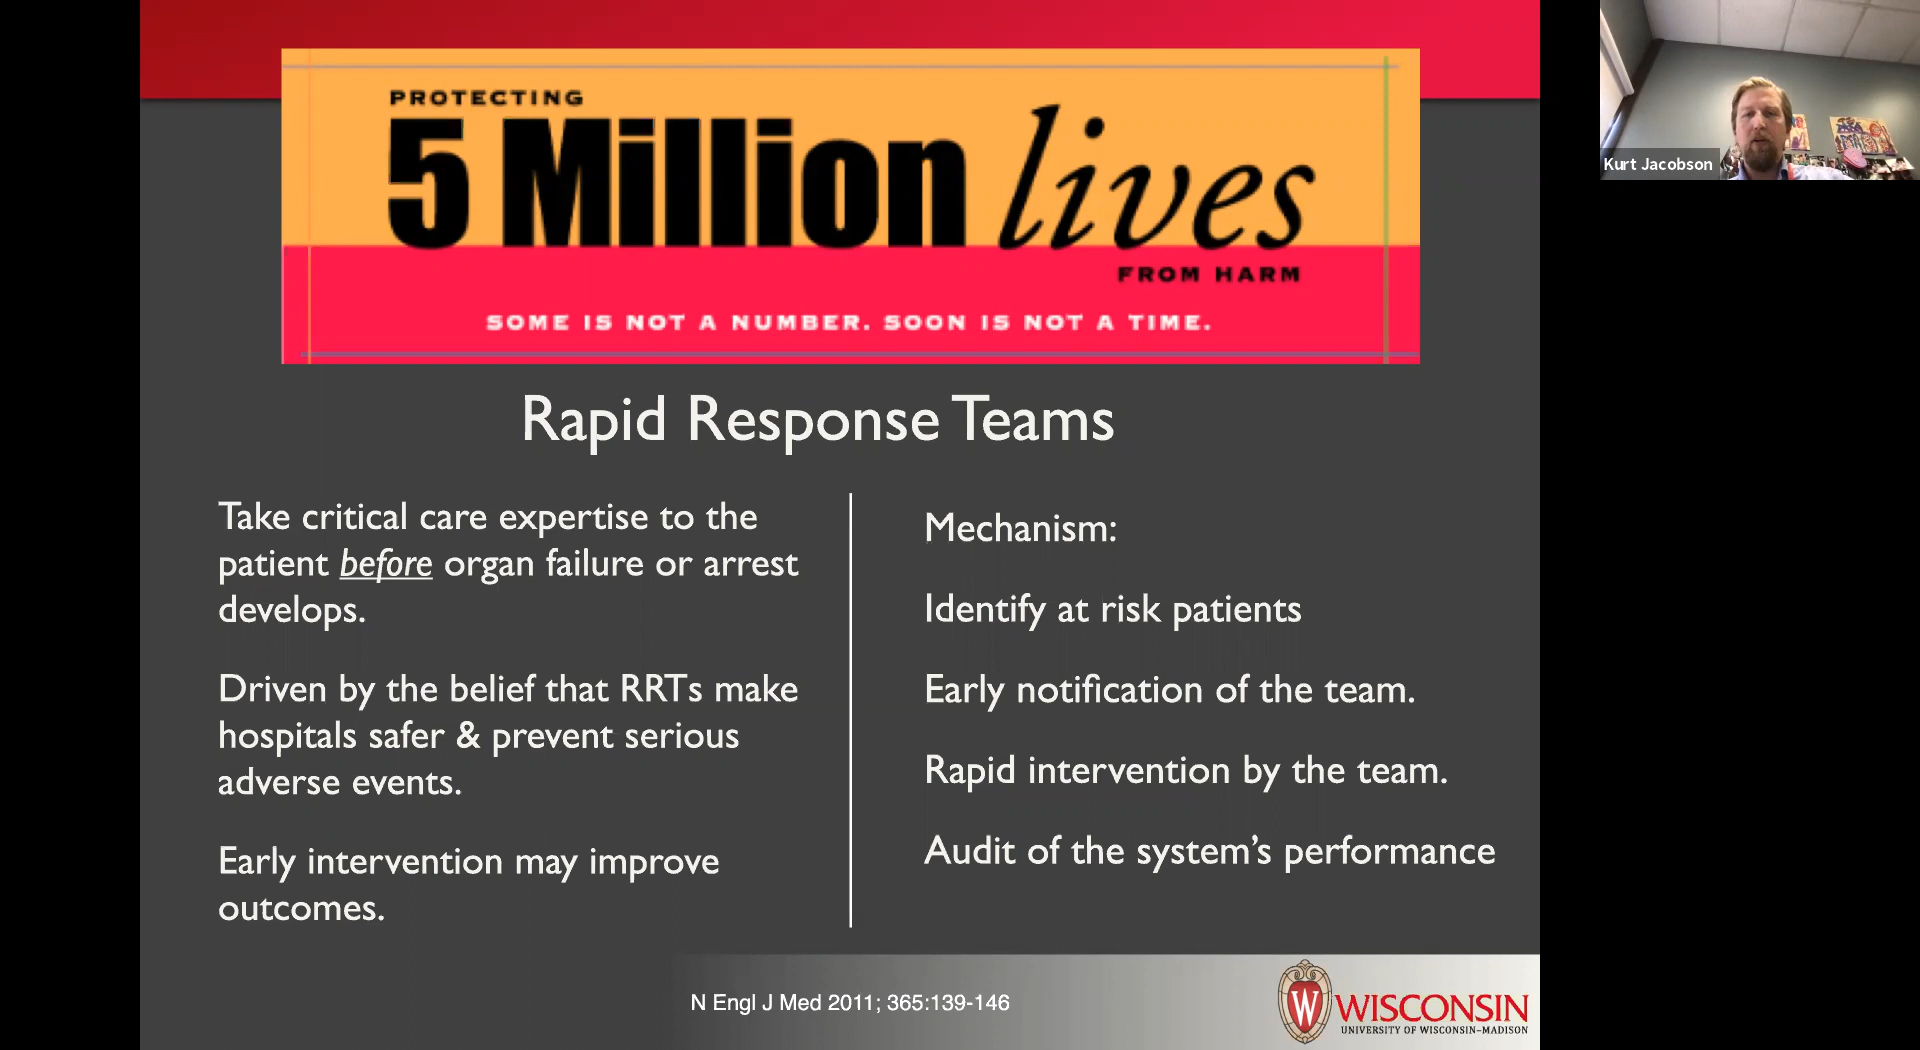 PROTECTING
5 Million lives
FROM HARM
SOME IS NOT A NUMBER. SOON IS NOT A TIME.
Rapid Response Teams
Take critical care expertise to the
patient before organ failure or arrest
develops.
Driven by the belief that RRTs make
hospitals safer & prevent serious
adverse events.
Early intervention may improve
outcomes.
Mechanism:
Identify at risk patients
Early notification of the team.
Rapid intervention by the team.
Audit of the system’s performance
N Engl J Med 2011; 365:139-146
W
WISCONSIN
UNIVERSITY OF WISCONSIN–MADISON
Kurt Jacobson